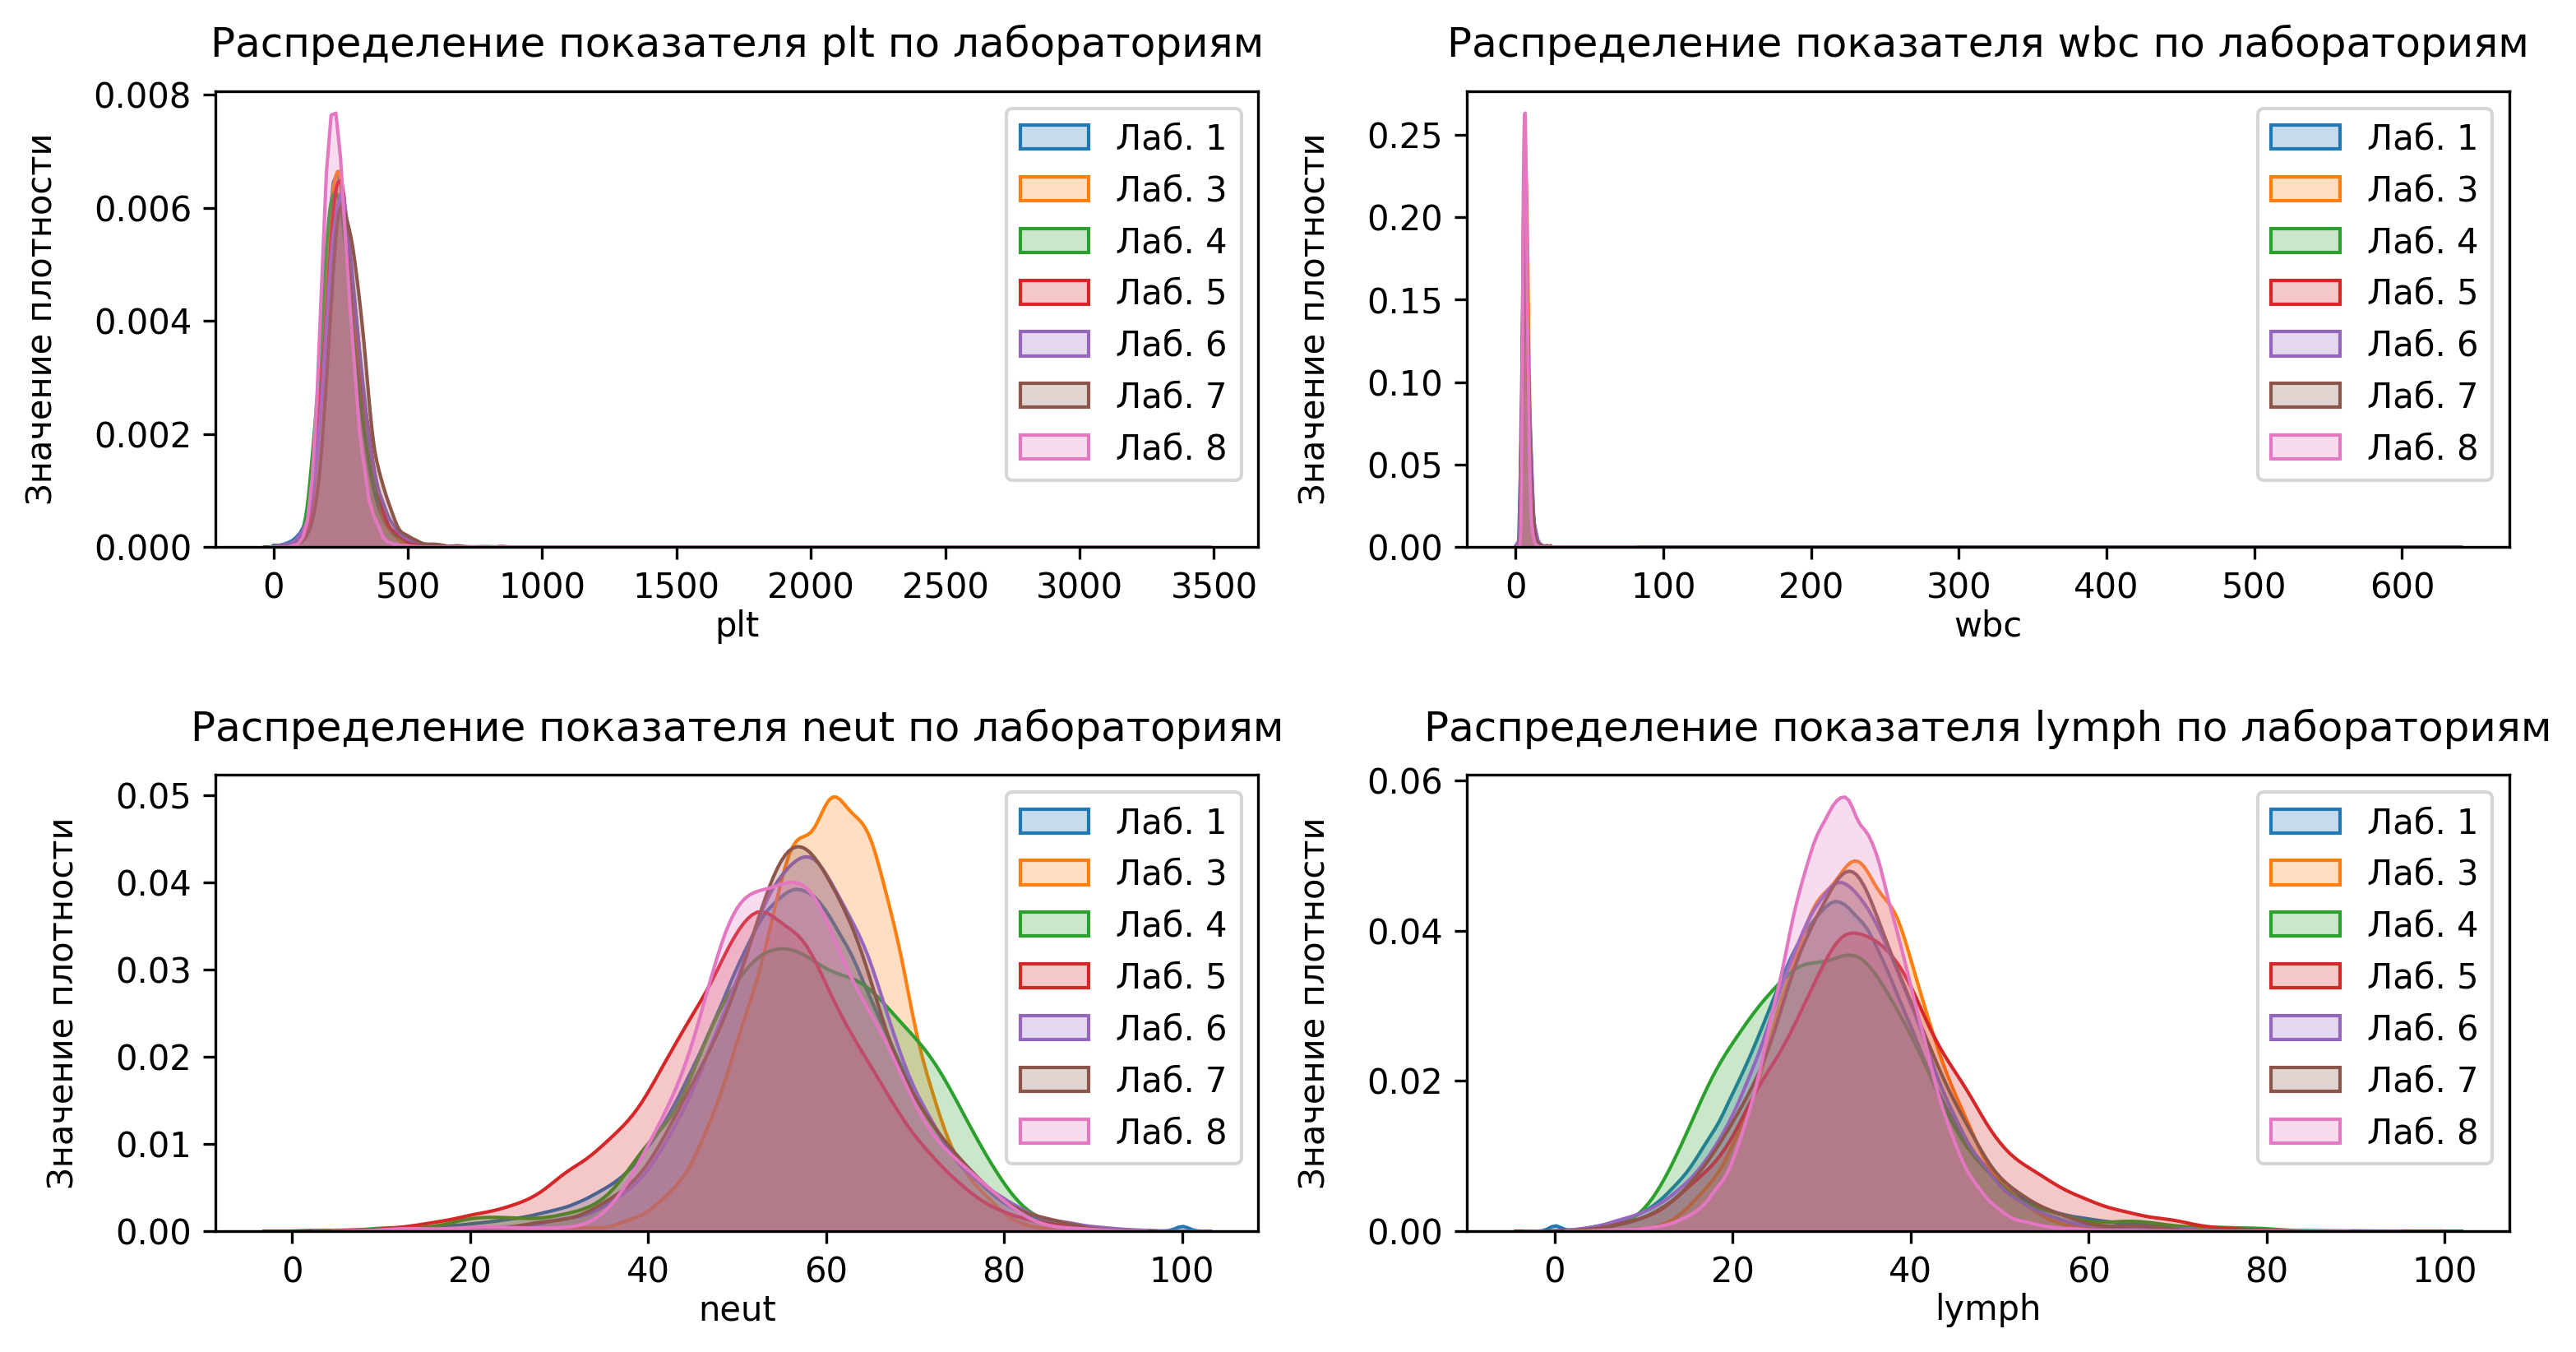 Распределение показателя plt по лабораториям
Значение плотности
0.008
0.006
0.004
0.002
0.000
0 500 1000 1500 2000 2500 3000 3500
plt
Лаб. 1
Лаб. 3
Лаб. 4
Лаб. 5
Лаб. 6
Лаб. 7
Лаб. 8
Распределение показателя wbc по лабораториям
Значение плотности
0.25
0.20
0.15
0.10
0.05
0.00
0 100 200 300 400 500 600
wbc
Лаб. 1
Лаб. 3
Лаб. 4
Лаб. 5
Лаб. 6
Лаб. 7
Лаб. 8
Распределение показателя neut по лабораториям
Значение плотности
0.05
0.04
0.03
0.02
0.01
0.00
0 20 40 60 80 100
neut
Лаб. 1
Лаб. 3
Лаб. 4
Лаб. 5
Лаб. 6
Лаб. 7
Лаб. 8
Распределение показателя lymph по лабораториям
Значение плотности
0.06
0.04
0.02
0.00
0 20 40 60 80 100
lymph
Лаб. 1
Лаб. 3
Лаб. 4
Лаб. 5
Лаб. 6
Лаб. 7
Лаб. 8